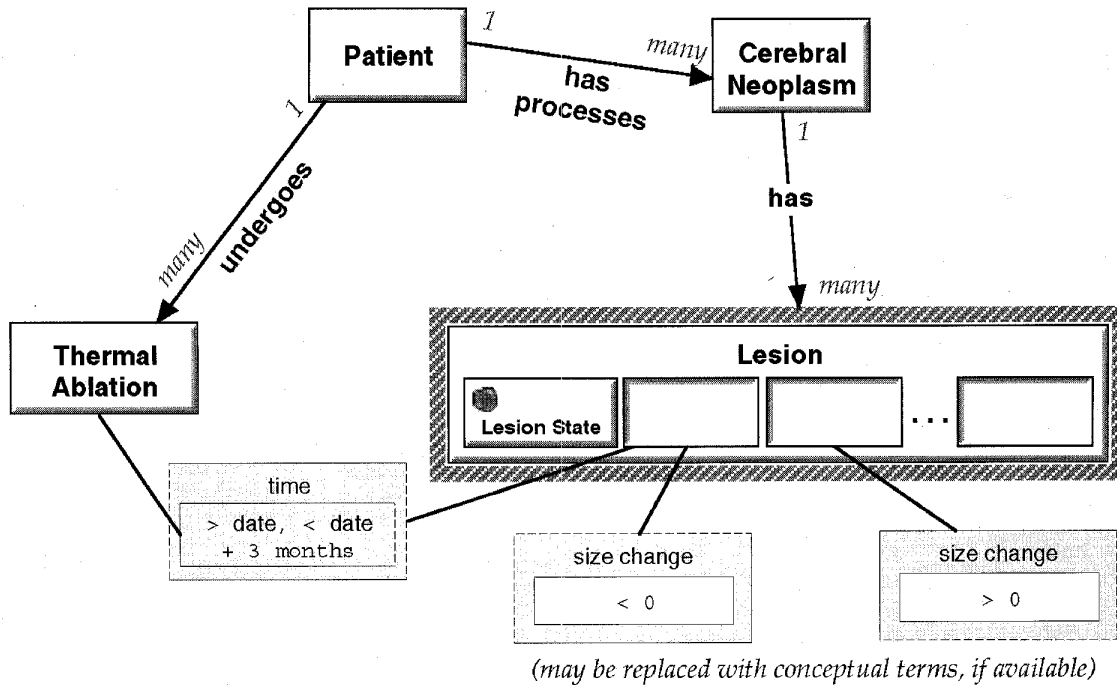 Patient
1
many
has
processes
Cerebral
Neoplasm
1
undergoes
many
1
has
many
Thermal
Ablation
Lesion
Lesion State
...
time
> date, < date
+ 3 months
size change
< 0
size change
> 0
(may be replaced with conceptual terms, if available)